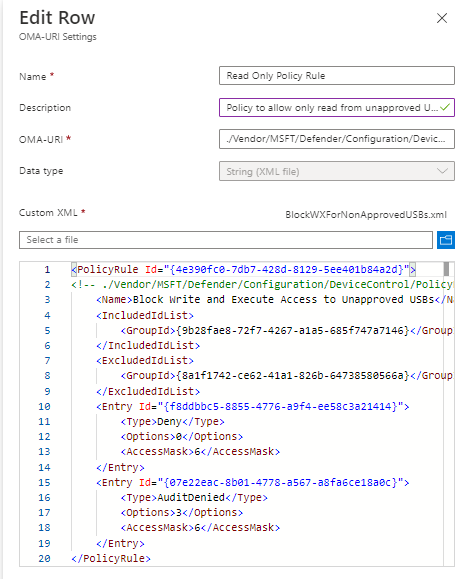 Edit Row
OMA-URI Settings
Name *
Read Only Policy Rule
Description
Policy to allow only read from unapproved U...
OMA-URI *
./Vendor/MSFT/Defender/Configuration/Devic...
Data type
String (XML file)
Custom XML *
BlockWXForNonApprovedUSBs.xml
Select a file
1 <PolicyRule Id="{4e390fc0-7db7-428d-8129-5ee401b84a2d}">
2 <!-- ./Vendor/MSFT/Defender/Configuration/DeviceControl/Policy
3 <Name>Block Write and Execute Access to Unapproved USBs</N
4 <IncludedIdList>
5 <GroupId>{9b28fae8-72f7-4267-a1a5-685f747a7146}</Group
6 </IncludedIdList>
7 <ExcludedIdList>
8 <GroupId>{8a1f1742-ce62-41a1-826b-64738580566a}</Group
9 </ExcludedIdList>
10 <Entry Id="{f8ddbbc5-8855-4776-a9f4-ee58c3a21414}">
11 <Type>Deny</Type>
12 <Options>0</Options>
13 <AccessMask>6</AccessMask>
14 </Entry>
15 <Entry Id="{07e22eac-8b01-4778-a567-a8fa6ce18a0c}">
16 <Type>AuditDenied</Type>
17 <Options>3</Options>
18 <AccessMask>6</AccessMask>
19 </Entry>
20 </PolicyRule>